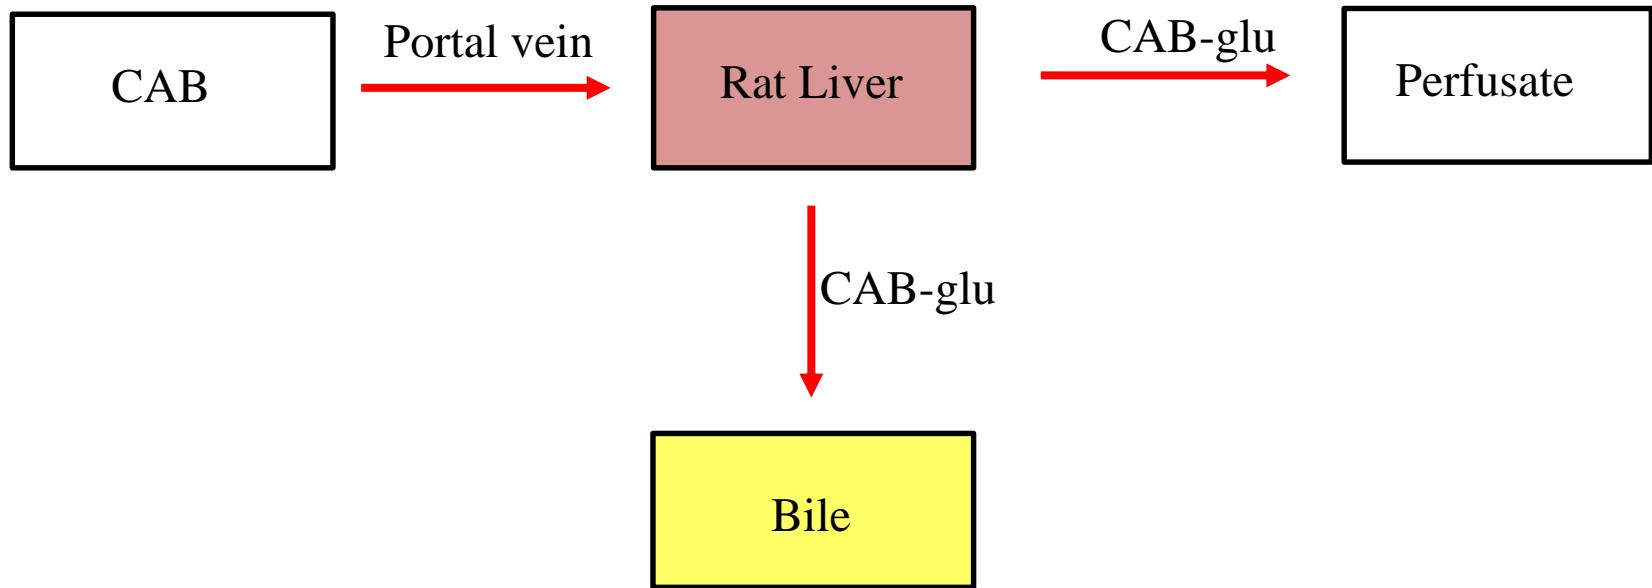 CAB
Portal vein
Rat Liver
CAB-glu
Perfusate
CAB-glu
Bile